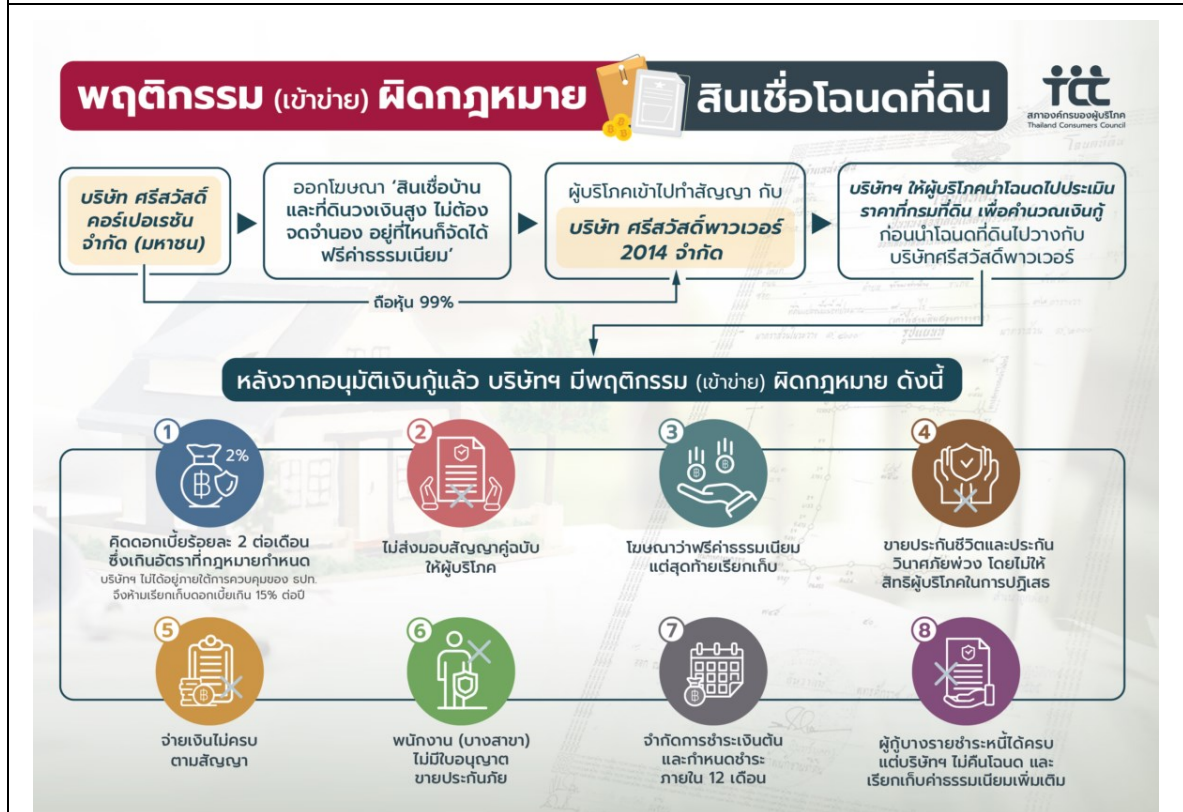 พฤติกรรม (เข้าข่าย) ผิดกฎหมาย สินเชื่อโฉนดที่ดิน
tcc
สภาองค์กรของผู้บริโภค
Thailand Consumers Council
บริษัท ศรีสวัสดิ์
คอร์เปอเรชัน
จำกัด (มหาชน)
ออกโฆษณา ‘สินเชื่อบ้าน
และที่ดินวงเงินสูง ไม่ต้อง
จดจำนอง อยู่ที่ไหนก็จัดได้
ฟรีค่าธรรมเนียม’
ผู้บริโภคเข้าไปทำสัญญา กับ
บริษัท ศรีสวัสดิ์พาวเวอร์
2014 จำกัด
บริษัทฯ ให้ผู้บริโภคนำโฉนดไปประเมิน
ราคาที่กรมที่ดิน เพื่อคำนวณเงินกู้
ก่อนนำโฉนดที่ดินไปวางกับ
บริษัทศรีสวัสดิ์พาวเวอร์
ถือหุ้น 99%
หลังจากอนุมัติเงินกู้แล้ว บริษัทฯ มีพฤติกรรม (เข้าข่าย) ผิดกฎหมาย ดังนี้
1
2%
คิดดอกเบี้ยร้อยละ 2 ต่อเดือน
ซึ่งเกินอัตราที่กฎหมายกำหนด
บริษัทฯ ไม่ได้อยู่ภายใต้การควบคุมของ ธปท.
จึงห้ามเรียกเก็บดอกเบี้ยเกิน 15% ต่อปี
2
ไม่ส่งมอบสัญญาคู่ฉบับ
ให้ผู้บริโภค
3
โฆษณาว่าฟรีค่าธรรมเนียม
แต่สุดท้ายเรียกเก็บ
4
ขายประกันชีวิตและประกัน
วินาศภัยพ่วง โดยไม่ให้
สิทธิผู้บริโภคในการปฏิเสธ
5
จ่ายเงินไม่ครบ
ตามสัญญา
6
พนักงาน (บางสาขา)
ไม่มีใบอนุญาต
ขายประกันภัย
7
จำกัดการชำระเงินต้น
และกำหนดชำระ
ภายใน 12 เดือน
8
ผู้กู้บางรายชำระหนี้ได้ครบ
แต่บริษัทฯ ไม่คืนโฉนด และ
เรียกเก็บค่าธรรมเนียมเพิ่มเติม